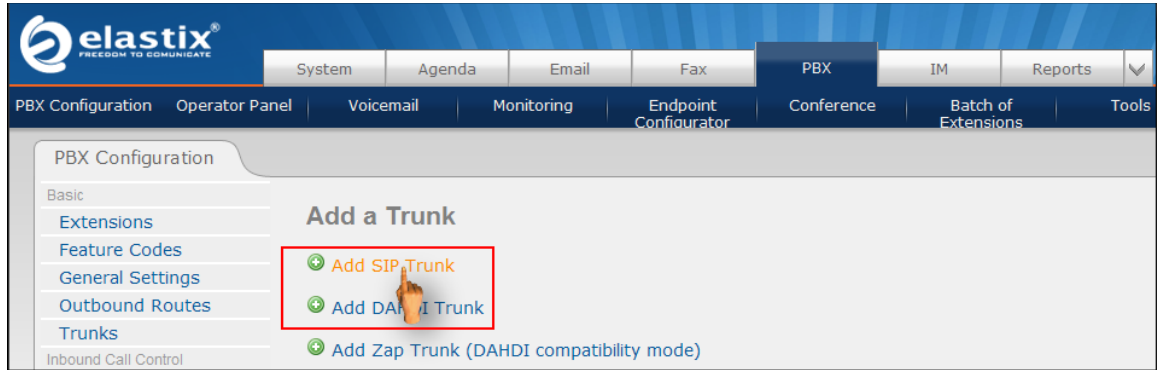 elastix®
FREEDOM TO COMUNICATE
System Agenda Email Fax PBX IM Reports
PBX Configuration Operator Panel Voicemail Monitoring Endpoint Configurator Conference Batch of Extensions Tools
PBX Configuration
Basic
Extensions
Feature Codes
General Settings
Outbound Routes
Trunks
Inbound Call Control
Add a Trunk
Add SIP Trunk
Add DAHDI Trunk
Add Zap Trunk (DAHDI compatibility mode)